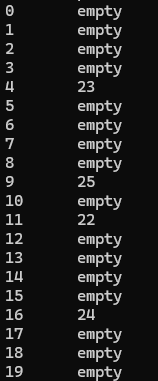 0 empty
1 empty
2 empty
3 empty
4 23
5 empty
6 empty
7 empty
8 empty
9 25
10 empty
11 22
12 empty
13 empty
14 empty
15 empty
16 24
17 empty
18 empty
19 empty